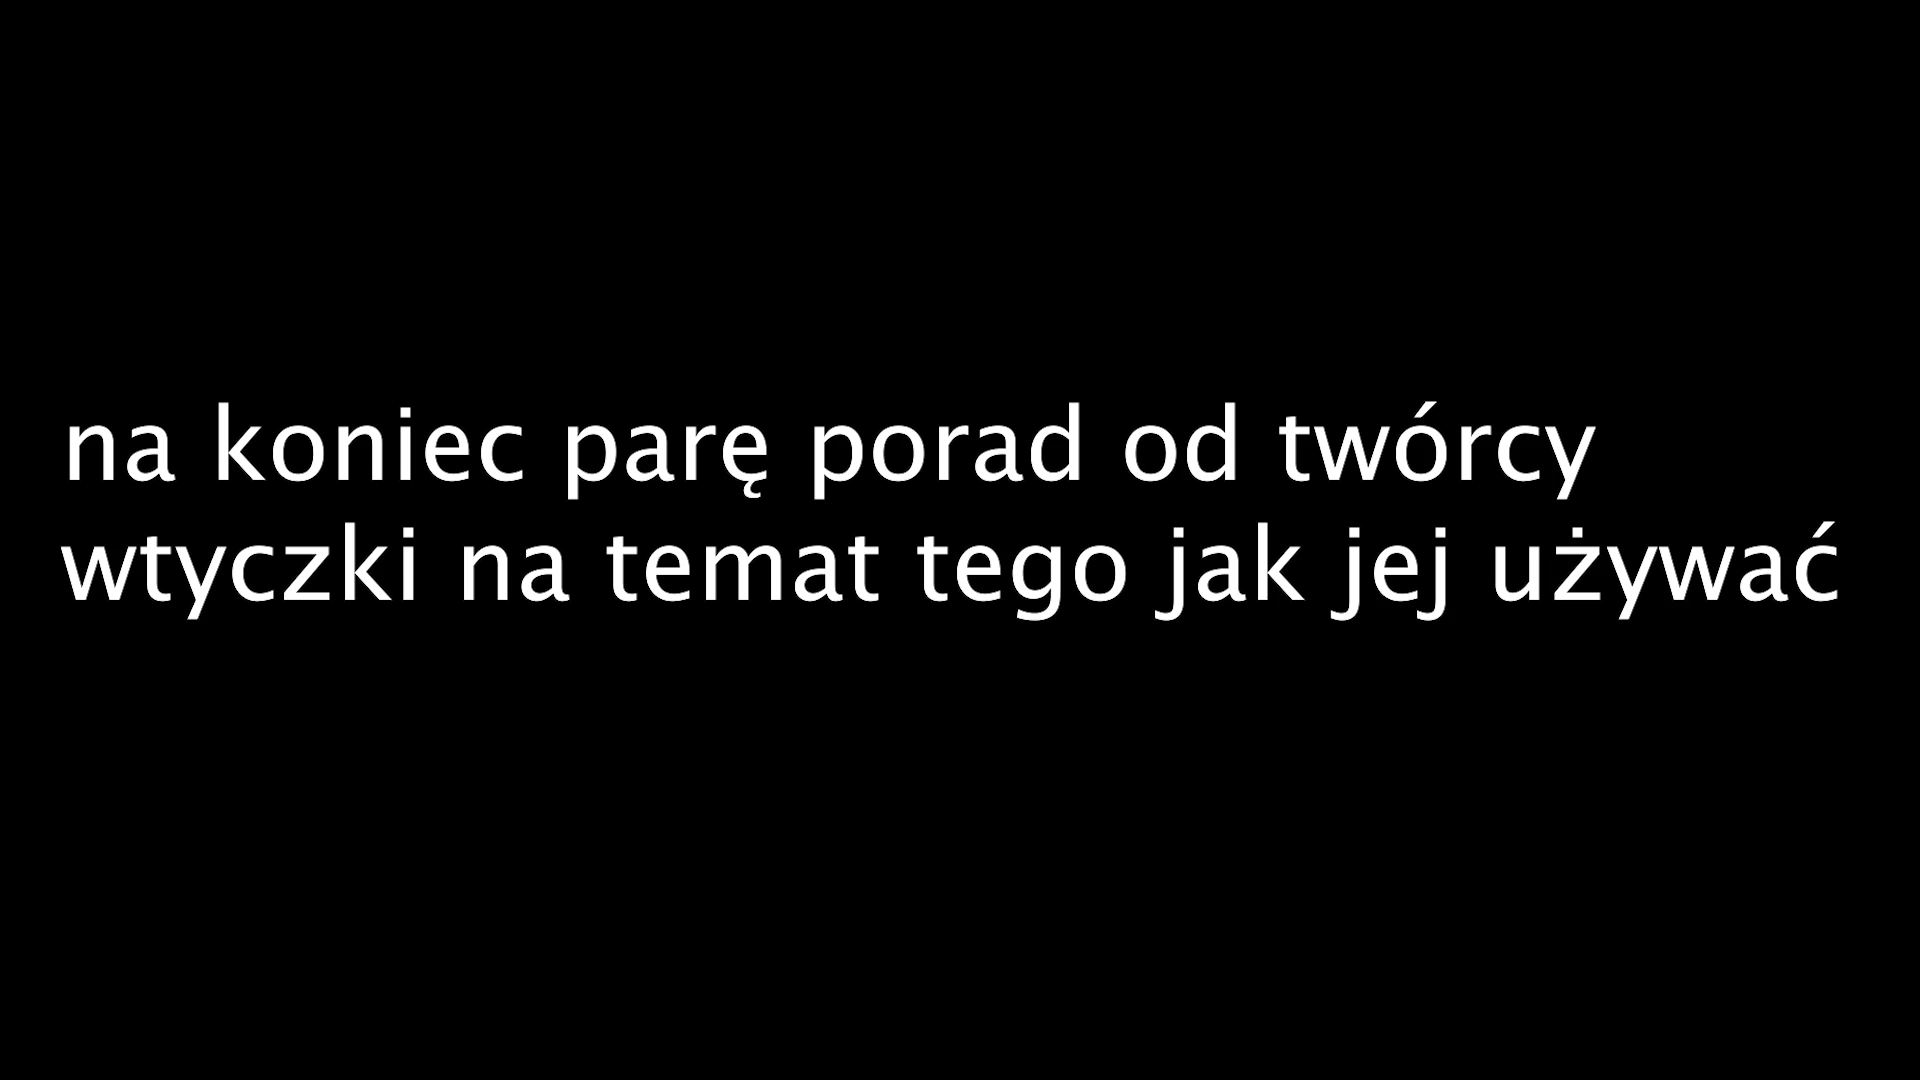 na koniec parę porad od twórcy
wtyczki na temat tego jak jej używać